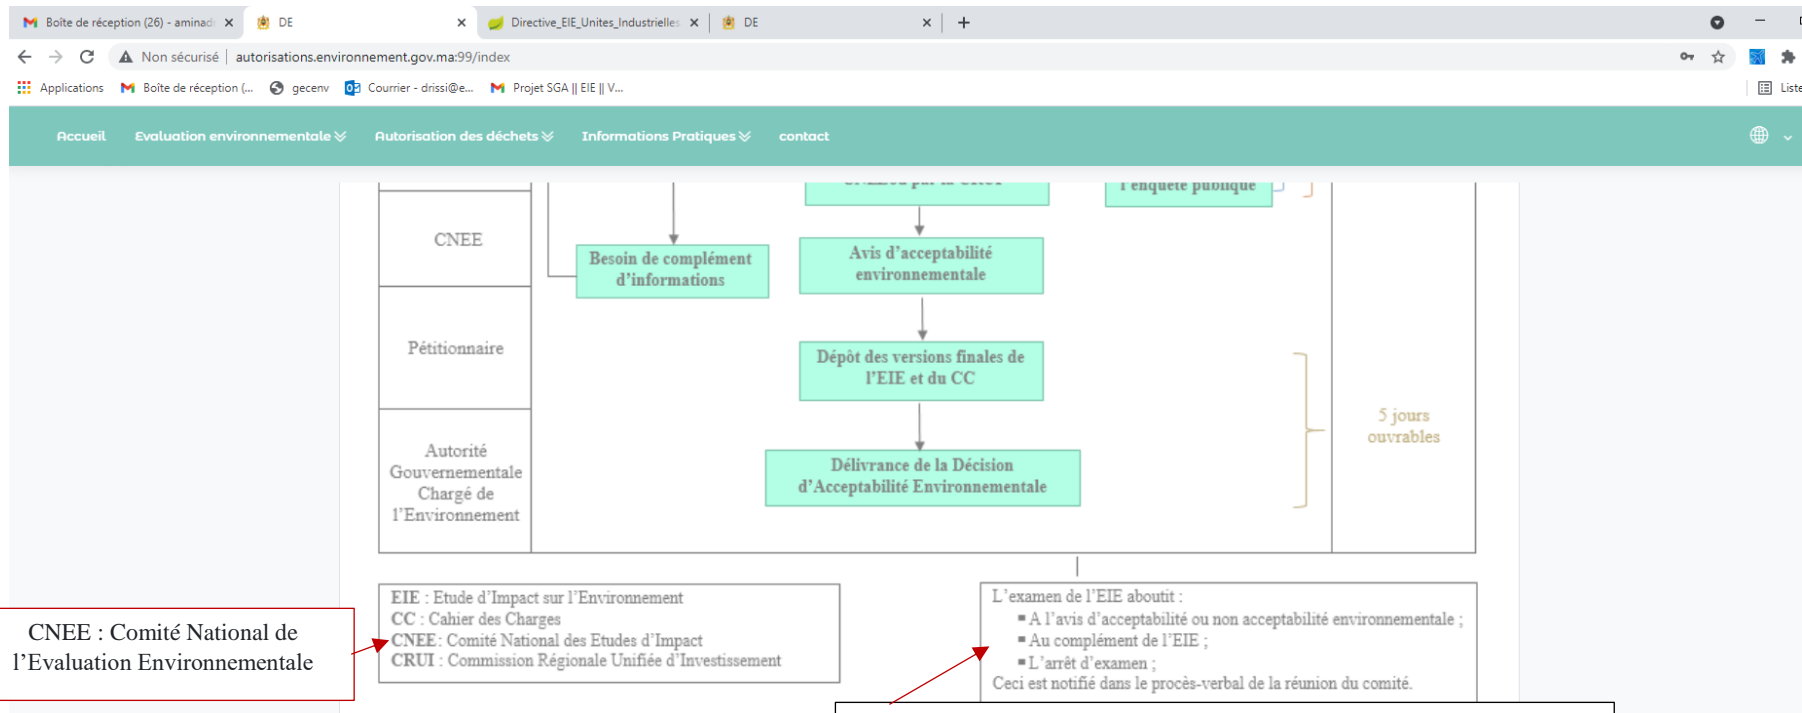 Boîte de réception (26) - aminad
DE
Directive_EIE_Unites_Industrielles
DE
Non sécurisé | autorisations.environnement.gov.ma:99/index
Applications
Boîte de réception (...
gecenv
Courrier - drissi@e...
Projet SGA || EIE || V...
Liste
Accueil
Evaluation environnementale
Autorisation des déchets
Informations Pratiques
contact
l'enquête publique
CNEE
Besoin de complément
d'informations
Avis d'acceptabilité
environnementale
Pétitionnaire
Dépôt des versions finales de
l'EIE et du CC
5 jours
ouvrables
Autorité
Gouvernementale
Chargé de
l'Environnement
Délivrance de la Décision
d'Acceptabilité Environnementale
EIE : Etude d'Impact sur l'Environnement
CC : Cahier des Charges
CNEE : Comité National des Etudes d'Impact
CRUI : Commission Régionale Unifiée d'Investissement
CNEE : Comité National de
l'Evaluation Environnementale
L'examen de l'EIE aboutit :
▪ A l'avis d'acceptabilité ou non acceptabilité environnementale ;
▪ Au complément de l'EIE ;
▪ L'arrêt d'examen ;
Ceci est notifié dans le procès-verbal de la réunion du comité.